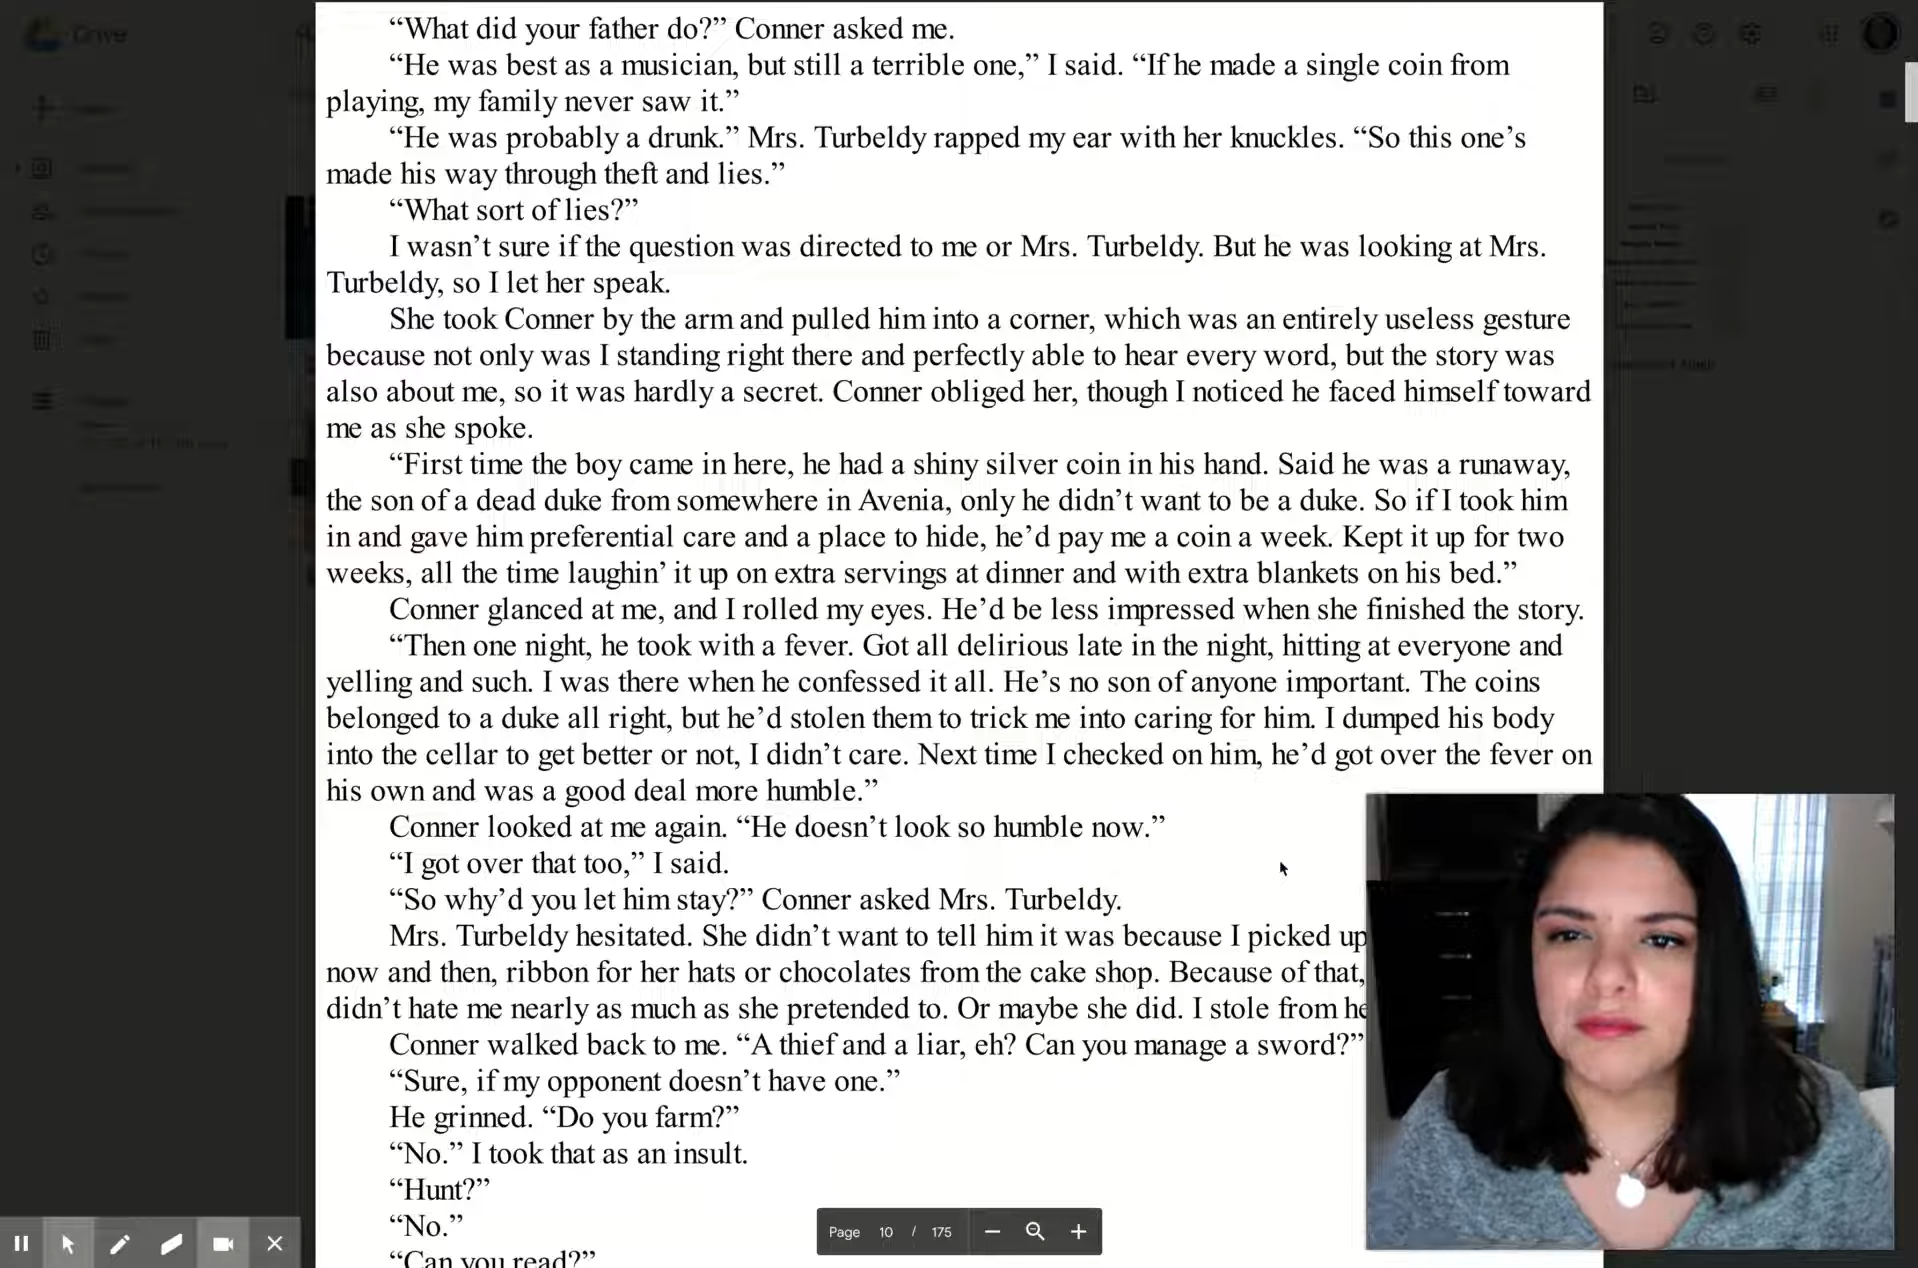 Drive
“What did your father do?” Conner asked me.
“He was best as a musician, but still a terrible one,” I said. “If he made a single coin from
playing, my family never saw it.”
“He was probably a drunk.” Mrs. Turbeldy rapped my ear with her knuckles. “So this one’s
made his way through theft and lies.”
“What sort of lies?”
I wasn’t sure if the question was directed to me or Mrs. Turbeldy. But he was looking at Mrs.
Turbeldy, so I let her speak.
She took Conner by the arm and pulled him into a corner, which was an entirely useless gesture
because not only was I standing right there and perfectly able to hear every word, but the story was
also about me, so it was hardly a secret. Conner obliged her, though I noticed he faced himself toward
me as she spoke.
“First time the boy came in here, he had a shiny silver coin in his hand. Said he was a runaway,
the son of a dead duke from somewhere in Avenia, only he didn’t want to be a duke. So if I took him
in and gave him preferential care and a place to hide, he’d pay me a coin a week. Kept it up for two
weeks, all the time laughin’ it up on extra servings at dinner and with extra blankets on his bed.”
Conner glanced at me, and I rolled my eyes. He’d be less impressed when she finished the story.
“Then one night, he took with a fever. Got all delirious late in the night, hitting at everyone and
yelling and such. I was there when he confessed it all. He’s no son of anyone important. The coins
belonged to a duke all right, but he’d stolen them to trick me into caring for him. I dumped his body
into the cellar to get better or not, I didn’t care. Next time I checked on him, he’d got over the fever on
his own and was a good deal more humble.”
Conner looked at me again. “He doesn’t look so humble now.”
“I got over that too,” I said.
“So why’d you let him stay?” Conner asked Mrs. Turbeldy.
Mrs. Turbeldy hesitated. She didn’t want to tell him it was because I picked up
now and then, ribbon for her hats or chocolates from the cake shop. Because of that,
didn’t hate me nearly as much as she pretended to. Or maybe she did. I stole from
Conner walked back to me. “A thief and a liar, eh? Can you manage a sword?”
“Sure, if my opponent doesn’t have one.”
He grinned. “Do you farm?”
“No.” I took that as an insult.
“Hunt?”
“No.”
“Can you read?”
Page 10 / 175